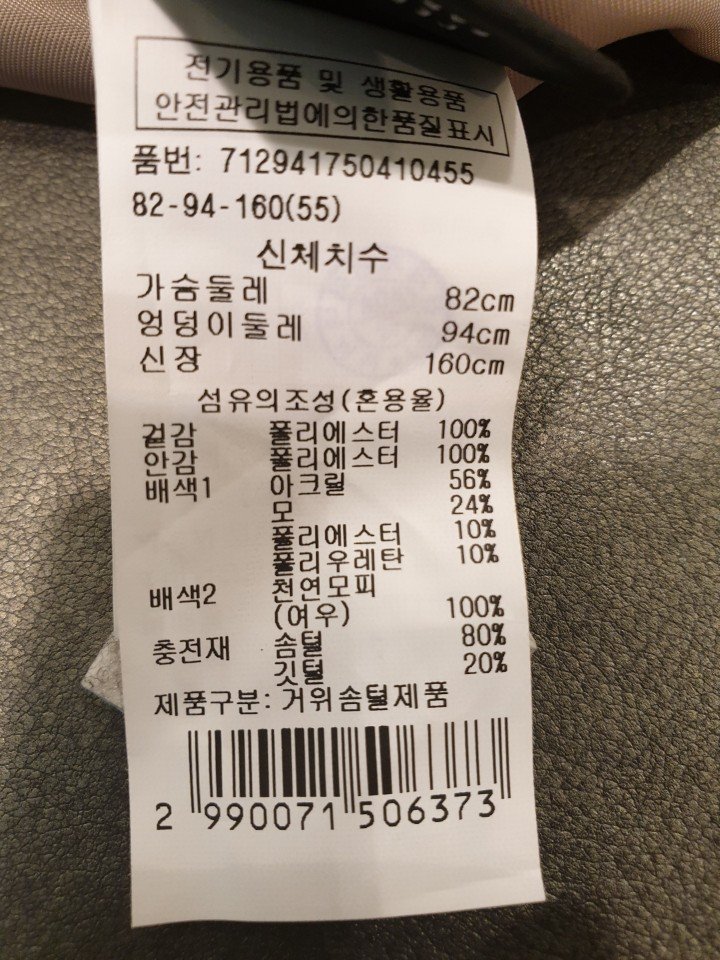 전기용품 및 생활용품
안전관리법에의한품질표시
품번: 712941750410455
82-94-160(55)
신체치수
가슴둘레 82cm
엉덩이둘레 94cm
신장 160cm
섬유의조성(혼용율)
겉감 폴리에스터 100%
안감 폴리에스터 100%
배색1 아크릴 56%
모 24%
폴리에스터 10%
폴리우레탄 10%
배색2 천연모피
(여우) 100%
충전재 솜털 80%
깃털 20%
제품구분: 거위솜털제품
2 990071 506373